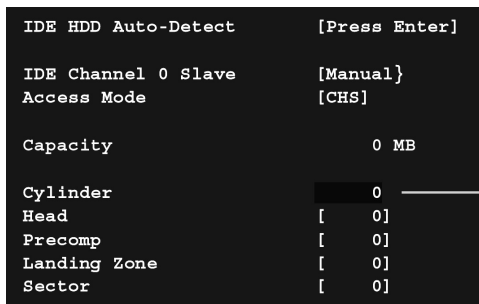 IDE HDD Auto-Detect [Press Enter]
IDE Channel 0 Slave [Manual}
Access Mode [CHS]
Capacity 0 MB
Cylinder 0
Head [ 0]
Precomp [ 0]
Landing Zone [ 0]
Sector [ 0]